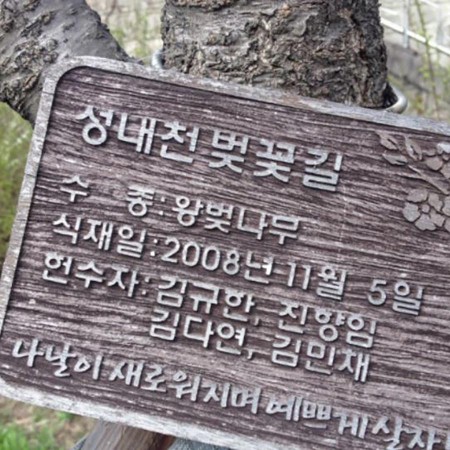 성내천 벚꽃길
수 종 : 왕벚나무
식재일 : 2008년 11월 5일
헌수자 : 김규한, 진향임
김다연, 김민채
나날이 새로워지며 예쁘게 살자